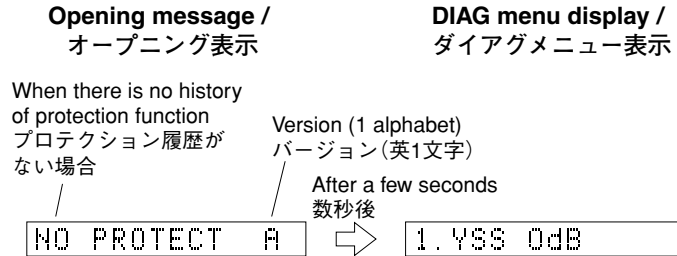 Opening message /
オープニング表示
DIAG menu display /
ダイアグメニュー表示
When there is no history
of protection function
プロテクション履歴が
ない場合
Version (1 alphabet)
バージョン（英1文字）
After a few seconds
数秒後
NO PROTECT A
1.YSS 0dB